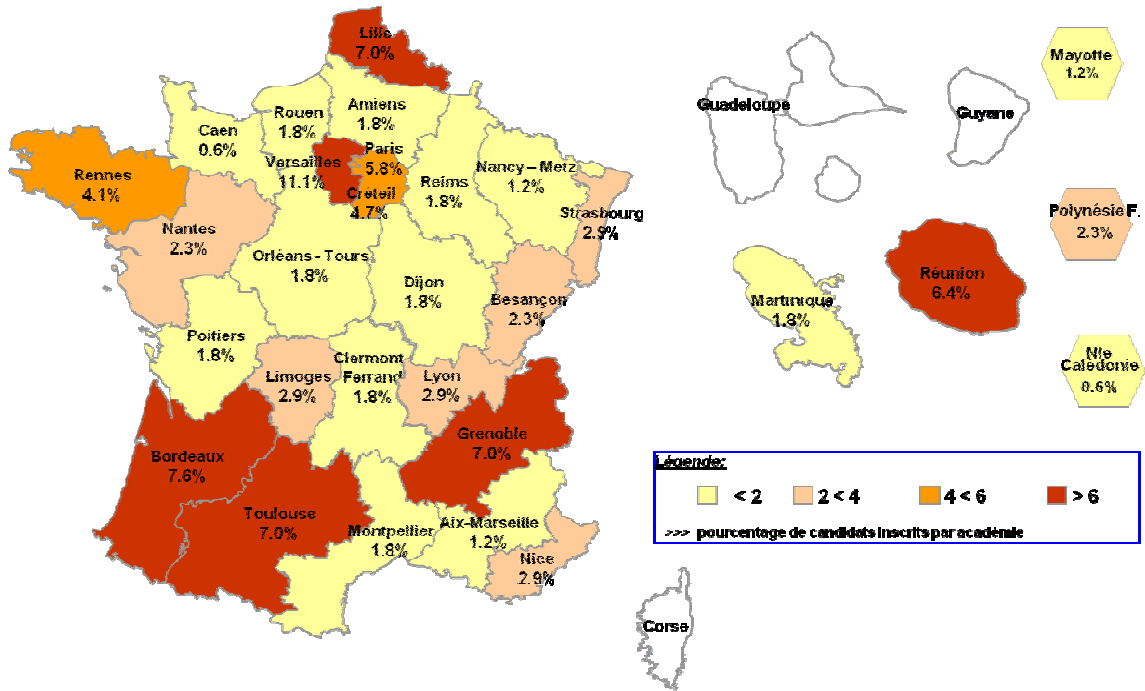 Lille
7.0%
Amiens
1.8%
Rouen
1.8%
Caen
0.6%
Paris
5.8%
Versailles
11.1%
Créteil
4.7%
Reims
1.8%
Nancy – Metz
1.2%
Strasbourg
2.9%
Rennes
4.1%
Nantes
2.3%
Orléans - Tours
1.8%
Dijon
1.8%
Besançon
2.3%
Poitiers
1.8%
Limoges
2.9%
Clermont
Ferrand
1.8%
Lyon
2.9%
Grenoble
7.0%
Bordeaux
7.6%
Toulouse
7.0%
Montpellier
1.8%
Aix-Marseille
1.2%
Nice
2.9%
Corse
Guadeloupe
Guyane
Mayotte
1.2%
Polynésie F.
2.3%
Martinique
1.8%
Réunion
6.4%
Nle
Calédonie
0.6%
Légende:
< 2
2 < 4
4 < 6
> 6
>>> pourcentage de candidats inscrits par académie